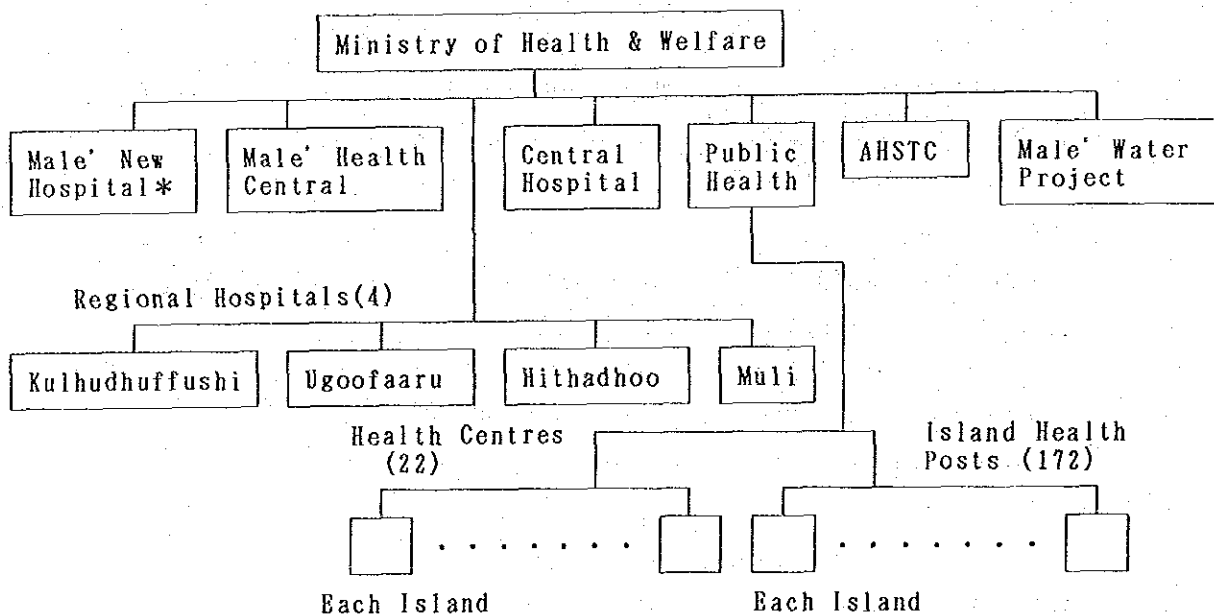 Ministry of Health & Welfare
Male' New
Hospital*
Male' Health
Central
Central
Hospital
Public
Health
AHSTC
Male' Water
Project
Regional Hospitals(4)
Kulhudhuffushi
Ugoofaaru
Hithadhoo
Muli
Health Centres
(22)
Island Health
Posts (172)
Each Island
Each Island